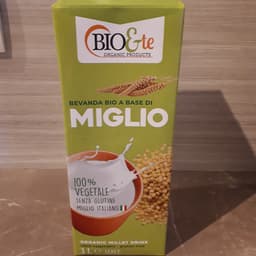 BIO&te
ORGANIC PRODUCTS
BEVANDA BIO A BASE DI
MIGLIO
100%
VEGETALE
SENZA GLUTINE
MIGLIO ITALIANO
ORGANIC MILLET DRINK